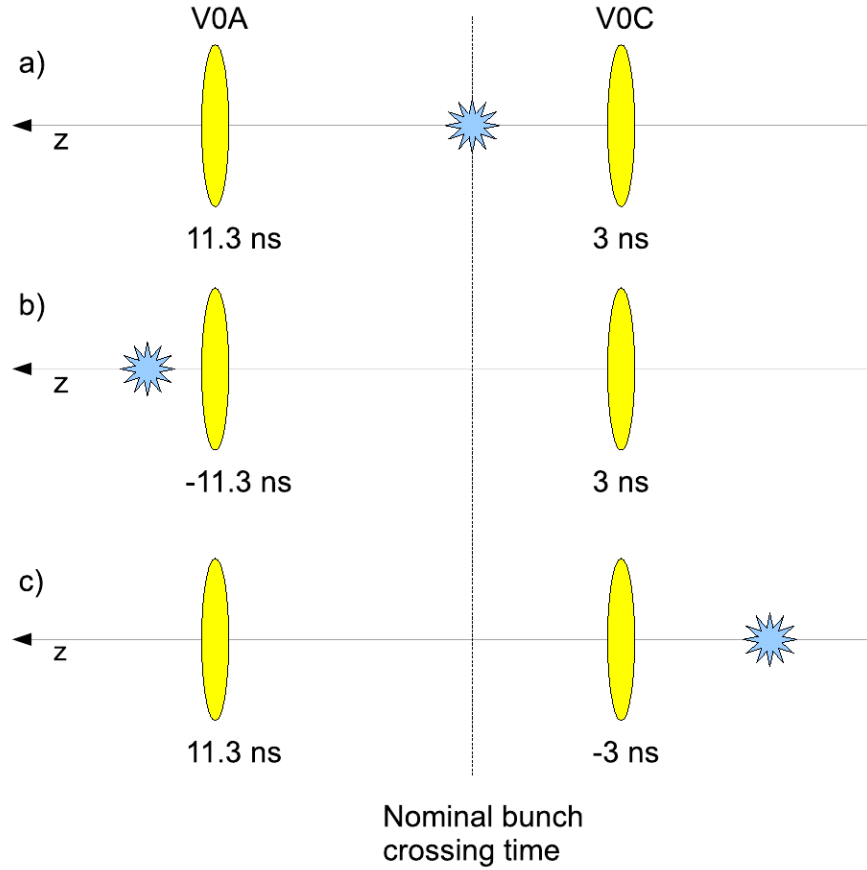 V0A V0C
a)
z
11.3 ns 3 ns
b)
z
-11.3 ns 3 ns
c)
z
11.3 ns -3 ns
Nominal bunch
crossing time